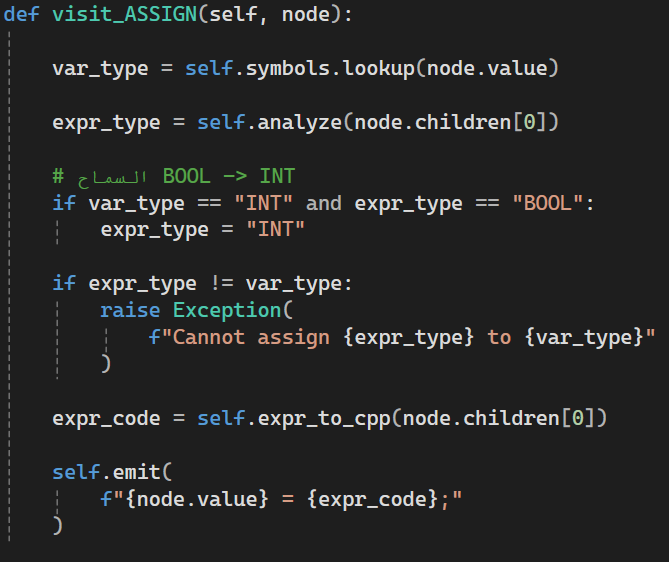 def visit_ASSIGN(self, node):
var_type = self.symbols.lookup(node.value)
expr_type = self.analyze(node.children[0])
# السماح BOOL -> INT
if var_type == "INT" and expr_type == "BOOL":
expr_type = "INT"
if expr_type != var_type:
raise Exception(
f"Cannot assign {expr_type} to {var_type}"
)
expr_code = self.expr_to_cpp(node.children[0])
self.emit(
f"{node.value} = {expr_code};"
)